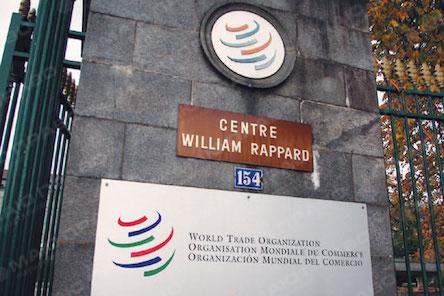 CENTRE
WILLIAM RAPPARD
154
WORLD TRADE ORGANIZATION
ORGANISATION MONDIALE DU COMMERCE
ORGANIZACIÓN MUNDIAL DEL COMERCIO